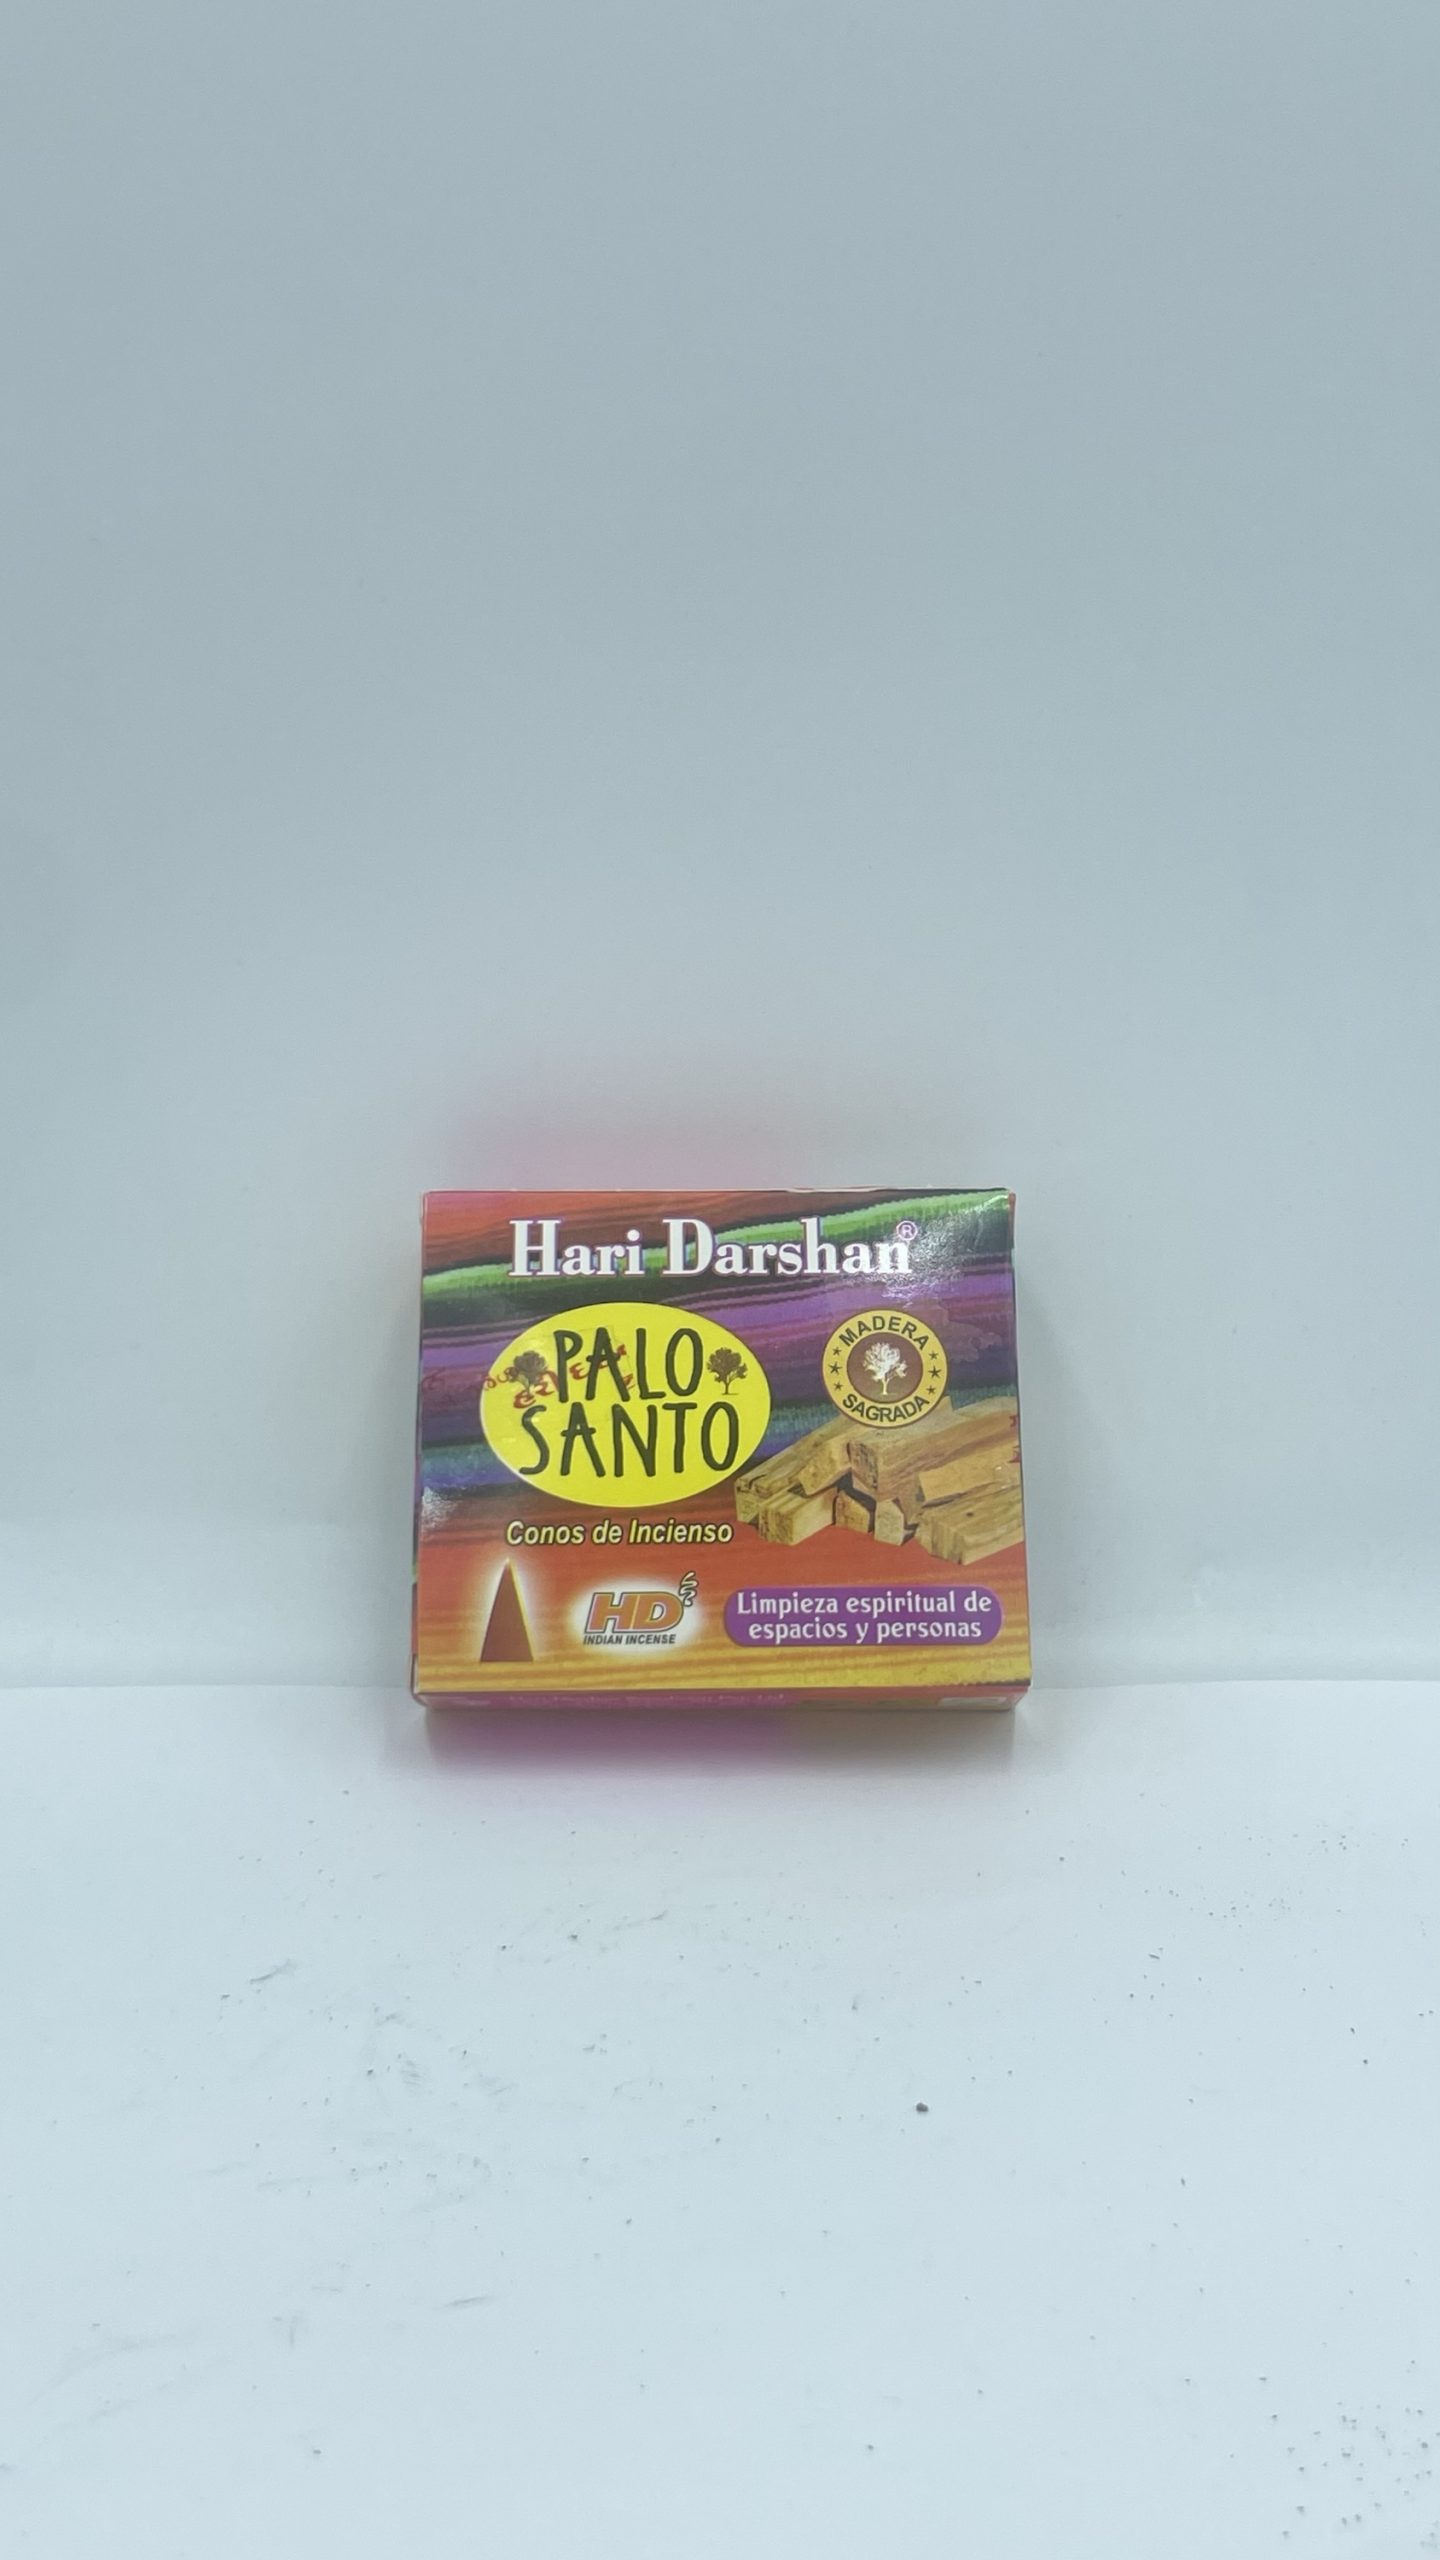 Hari Darshan®
PALO
SANTO
MADERA
SAGRADA
Conos de Incienso
HD
INDIAN INCENSE
Limpieza espiritual de
espacios y personas